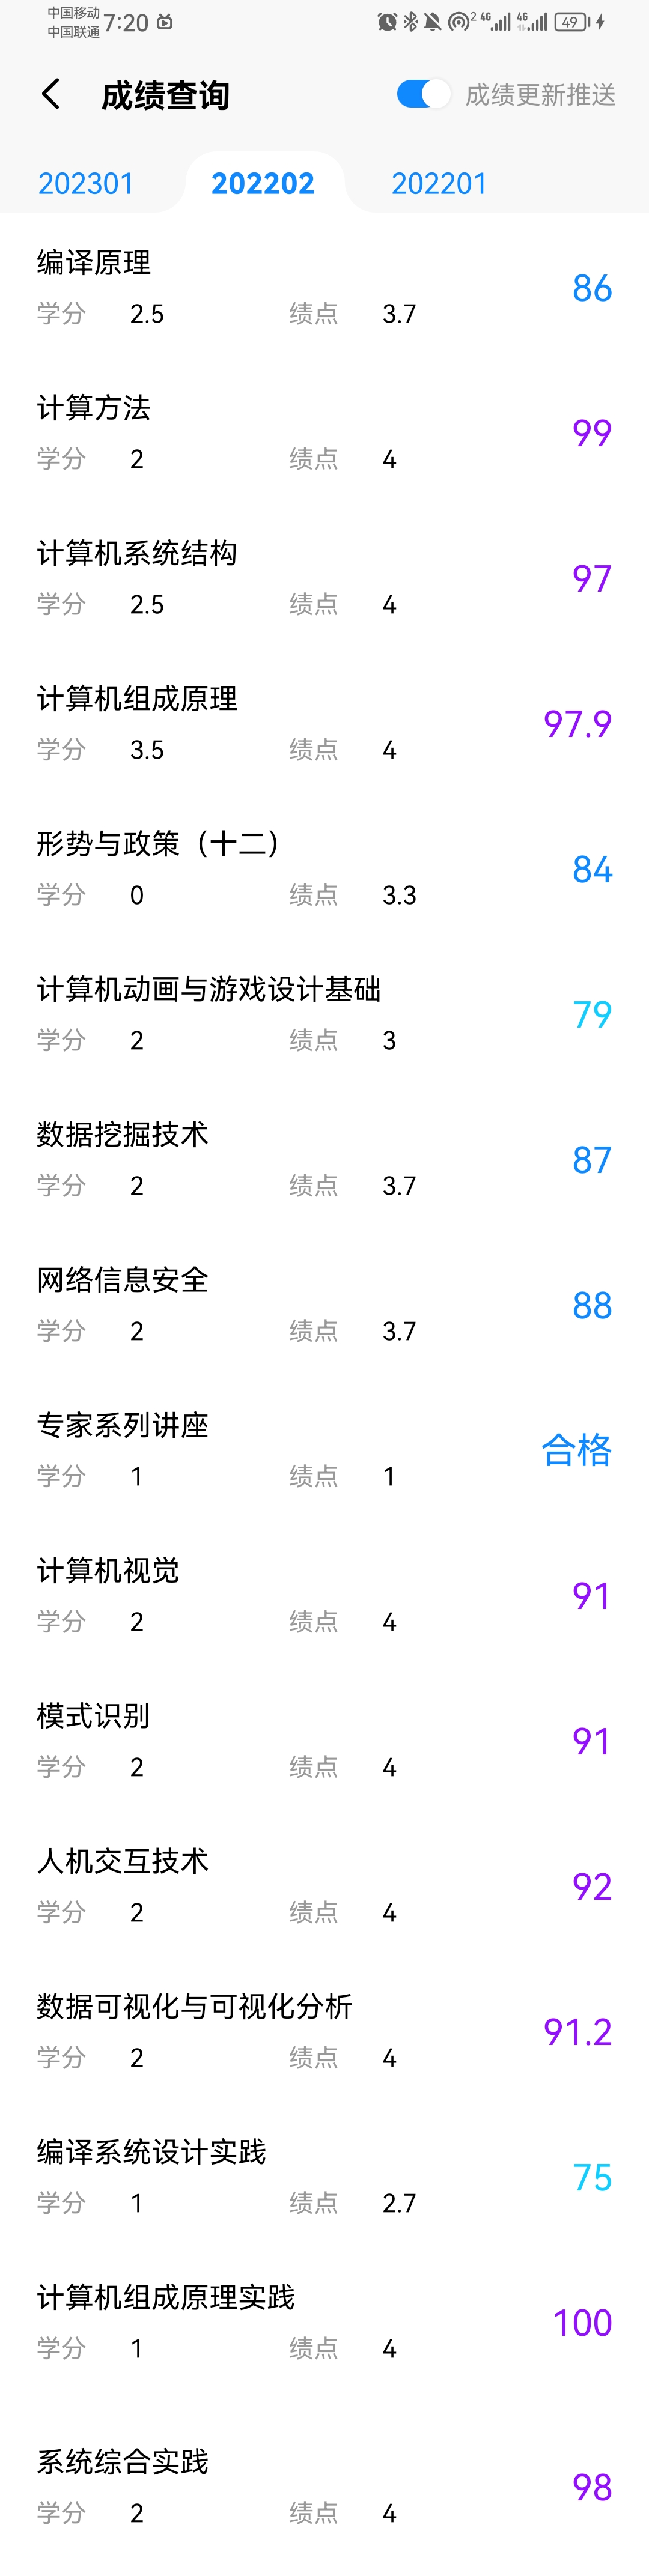 中国移动
中国联通 7:20 2 4G 4G 49
成绩查询 成绩更新推送
202301 202202 202201
编译原理
学分 2.5 绩点 3.7 86
计算方法
学分 2 绩点 4 99
计算机系统结构
学分 2.5 绩点 4 97
计算机组成原理
学分 3.5 绩点 4 97.9
形势与政策（十二）
学分 0 绩点 3.3 84
计算机动画与游戏设计基础
学分 2 绩点 3 79
数据挖掘技术
学分 2 绩点 3.7 87
网络信息安全
学分 2 绩点 3.7 88
专家系列讲座
学分 1 绩点 1 合格
计算机视觉
学分 2 绩点 4 91
模式识别
学分 2 绩点 4 91
人机交互技术
学分 2 绩点 4 92
数据可视化与可视化分析
学分 2 绩点 4 91.2
编译系统设计实践
学分 1 绩点 2.7 75
计算机组成原理实践
学分 1 绩点 4 100
系统综合实践
学分 2 绩点 4 98